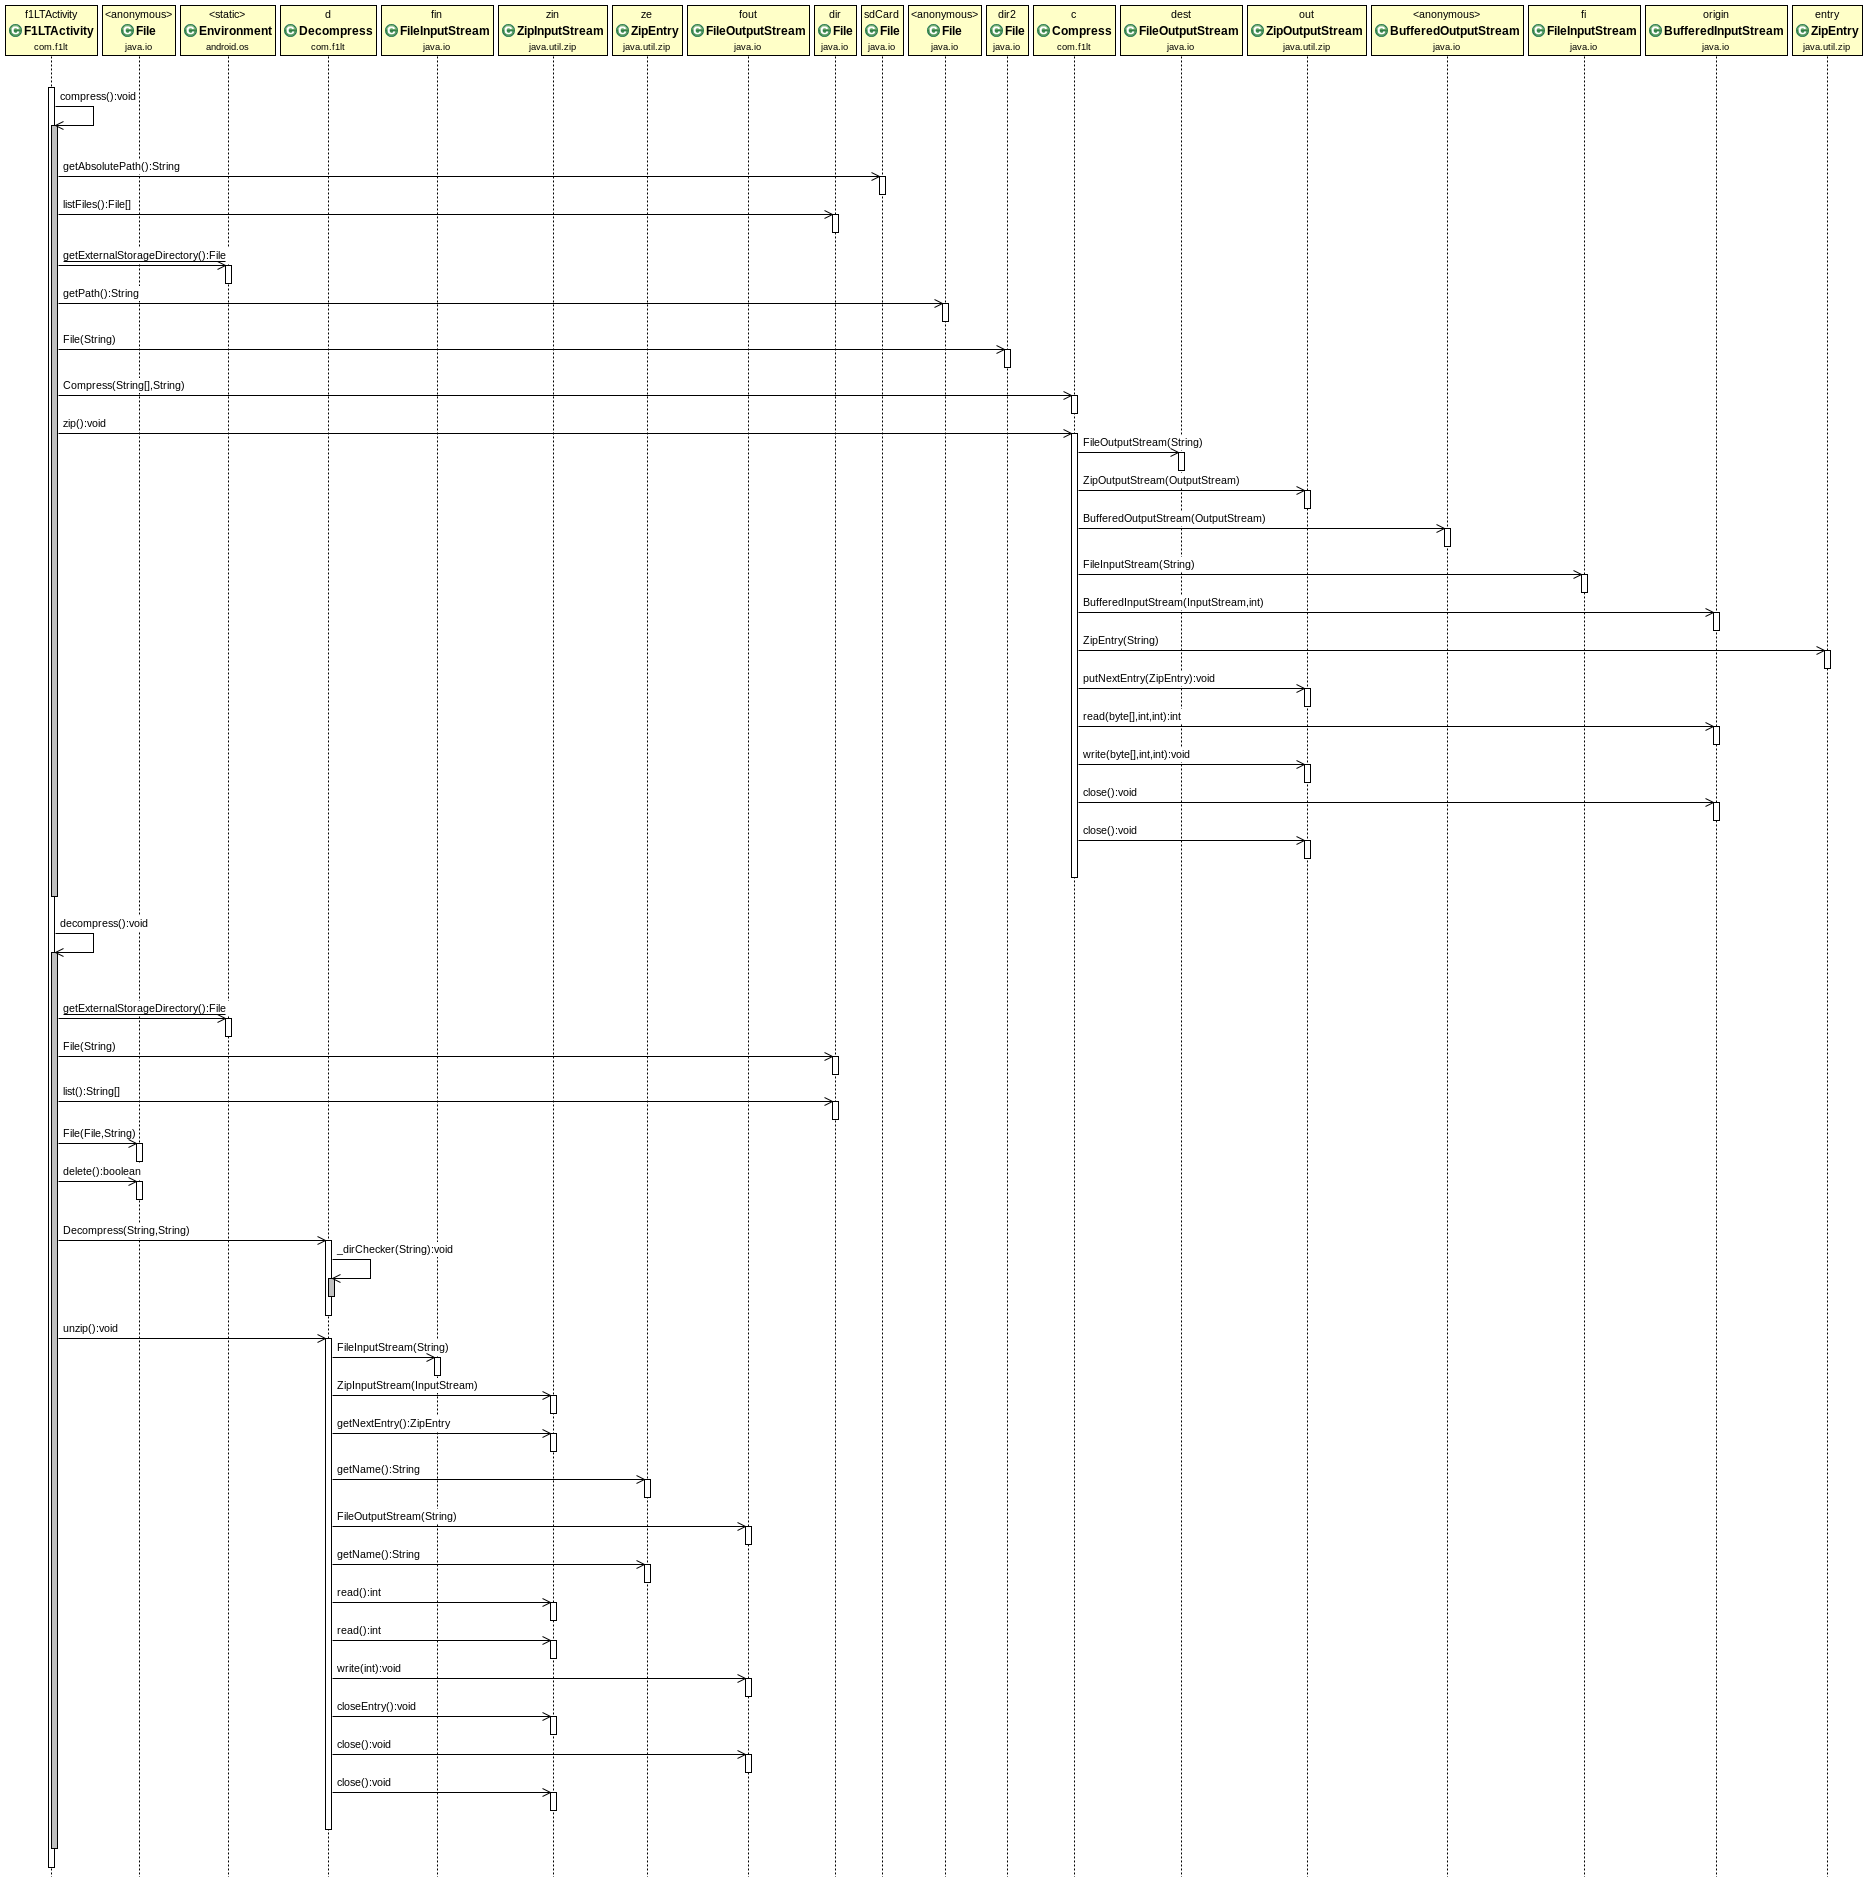 f1LTActivity
C F1LTActivity
com.f1lt
<anonymous>
C File
java.io
<static>
C Environment
android.os
d
C Decompress
com.f1lt
fin
C FileInputStream
java.io
zin
C ZipInputStream
java.util.zip
ze
C ZipEntry
java.util.zip
fout
C FileOutputStream
java.io
dir
C File
java.io
sdCard
C File
java.io
<anonymous>
C File
java.io
dir2
C File
java.io
c
C Compress
com.f1lt
dest
C FileOutputStream
java.io
out
C ZipOutputStream
java.util.zip
<anonymous>
C BufferedOutputStream
java.io
fi
C FileInputStream
java.io
origin
C BufferedInputStream
java.io
entry
C ZipEntry
java.util.zip
compress():void
getAbsolutePath():String
listFiles():File[]
getExternalStorageDirectory():File
getPath():String
File(String)
Compress(String[],String)
zip():void
FileOutputStream(String)
ZipOutputStream(OutputStream)
BufferedOutputStream(OutputStream)
FileInputStream(String)
BufferedInputStream(InputStream,int)
ZipEntry(String)
putNextEntry(ZipEntry):void
read(byte[],int,int):int
write(byte[],int,int):void
close():void
close():void
decompress():void
getExternalStorageDirectory():File
File(String)
list():String[]
File(File,String)
delete():boolean
Decompress(String,String)
_dirChecker(String):void
unzip():void
FileInputStream(String)
ZipInputStream(InputStream)
getNextEntry():ZipEntry
getName():String
FileOutputStream(String)
getName():String
read():int
read():int
write(int):void
closeEntry():void
close():void
close():void